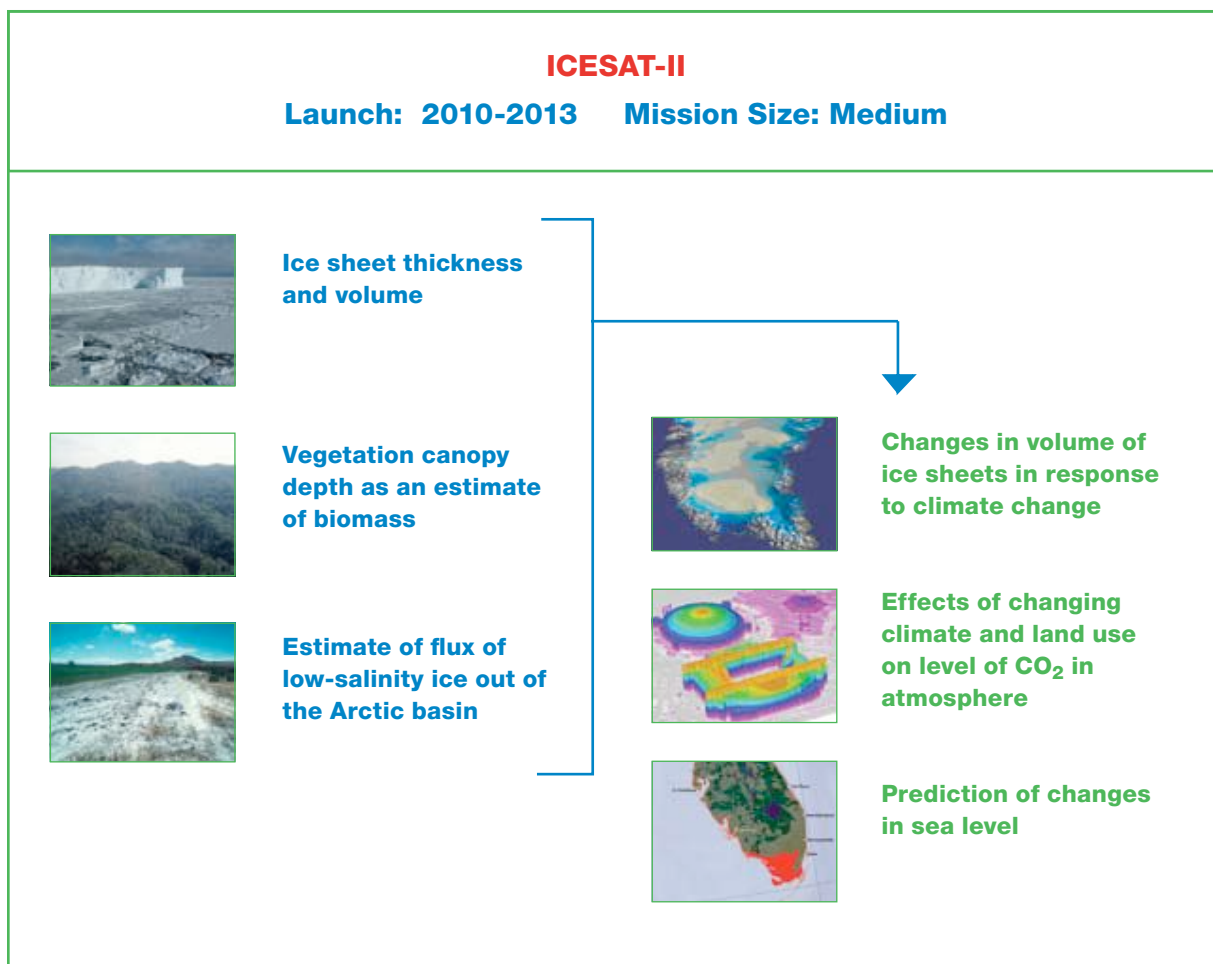 ICESAT-II
Launch: 2010-2013 Mission Size: Medium
Ice sheet thickness
and volume
Vegetation canopy
depth as an estimate
of biomass
Estimate of flux of
low-salinity ice out of
the Arctic basin
Changes in volume of
ice sheets in response
to climate change
Effects of changing
climate and land use
on level of CO₂ in
atmosphere
Prediction of changes
in sea level